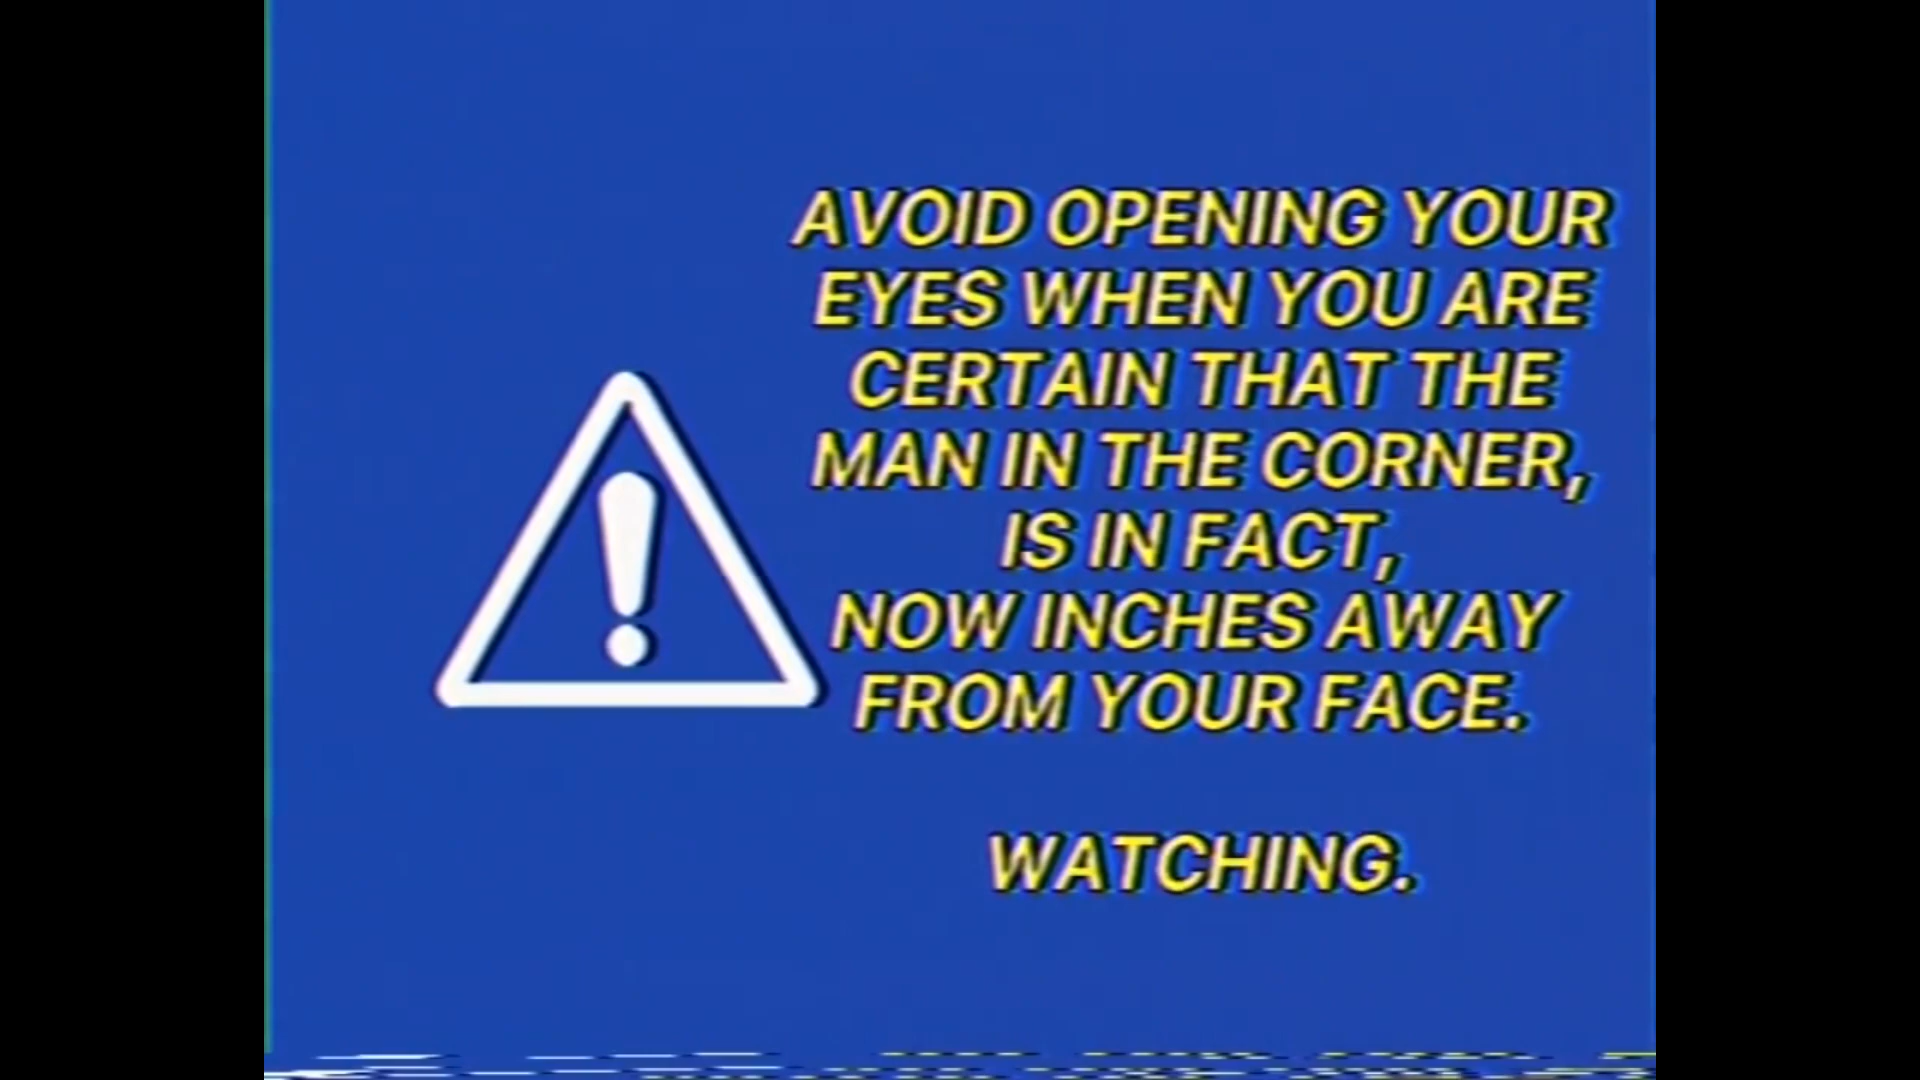 AVOID OPENING YOUR
EYES WHEN YOU ARE
CERTAIN THAT THE
MAN IN THE CORNER,
IS IN FACT,
NOW INCHES AWAY
FROM YOUR FACE.
WATCHING.